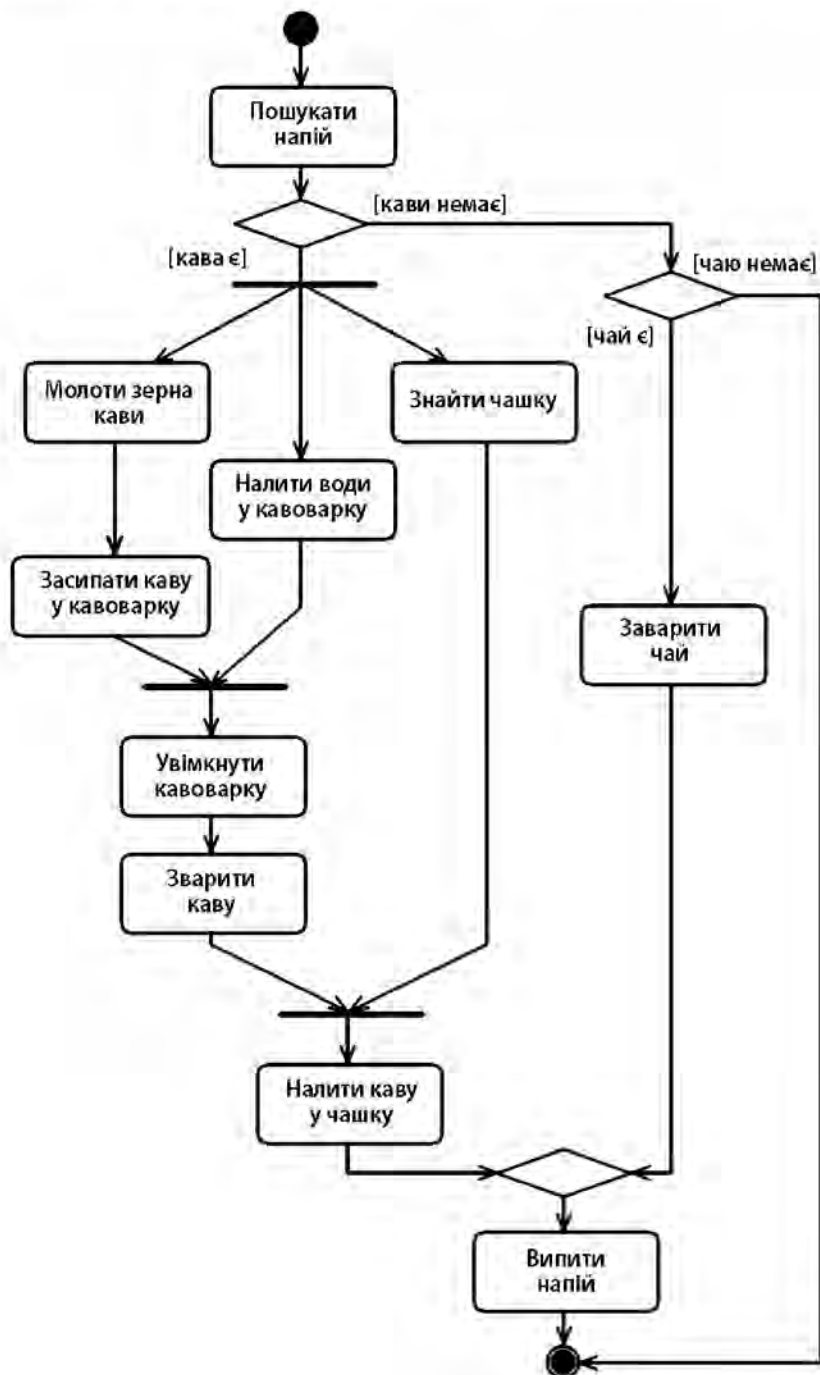 Пошукати
напій
[кави немає]
[кава є]
[чаю немає]
[чай є]
Молоти зерна
кави
Знайти чашку
Налити води
у кавоварку
Засипати каву
у кавоварку
Заварити
чай
Увімкнути
кавоварку
Зварити
каву
Налити каву
у чашку
Випити
напій